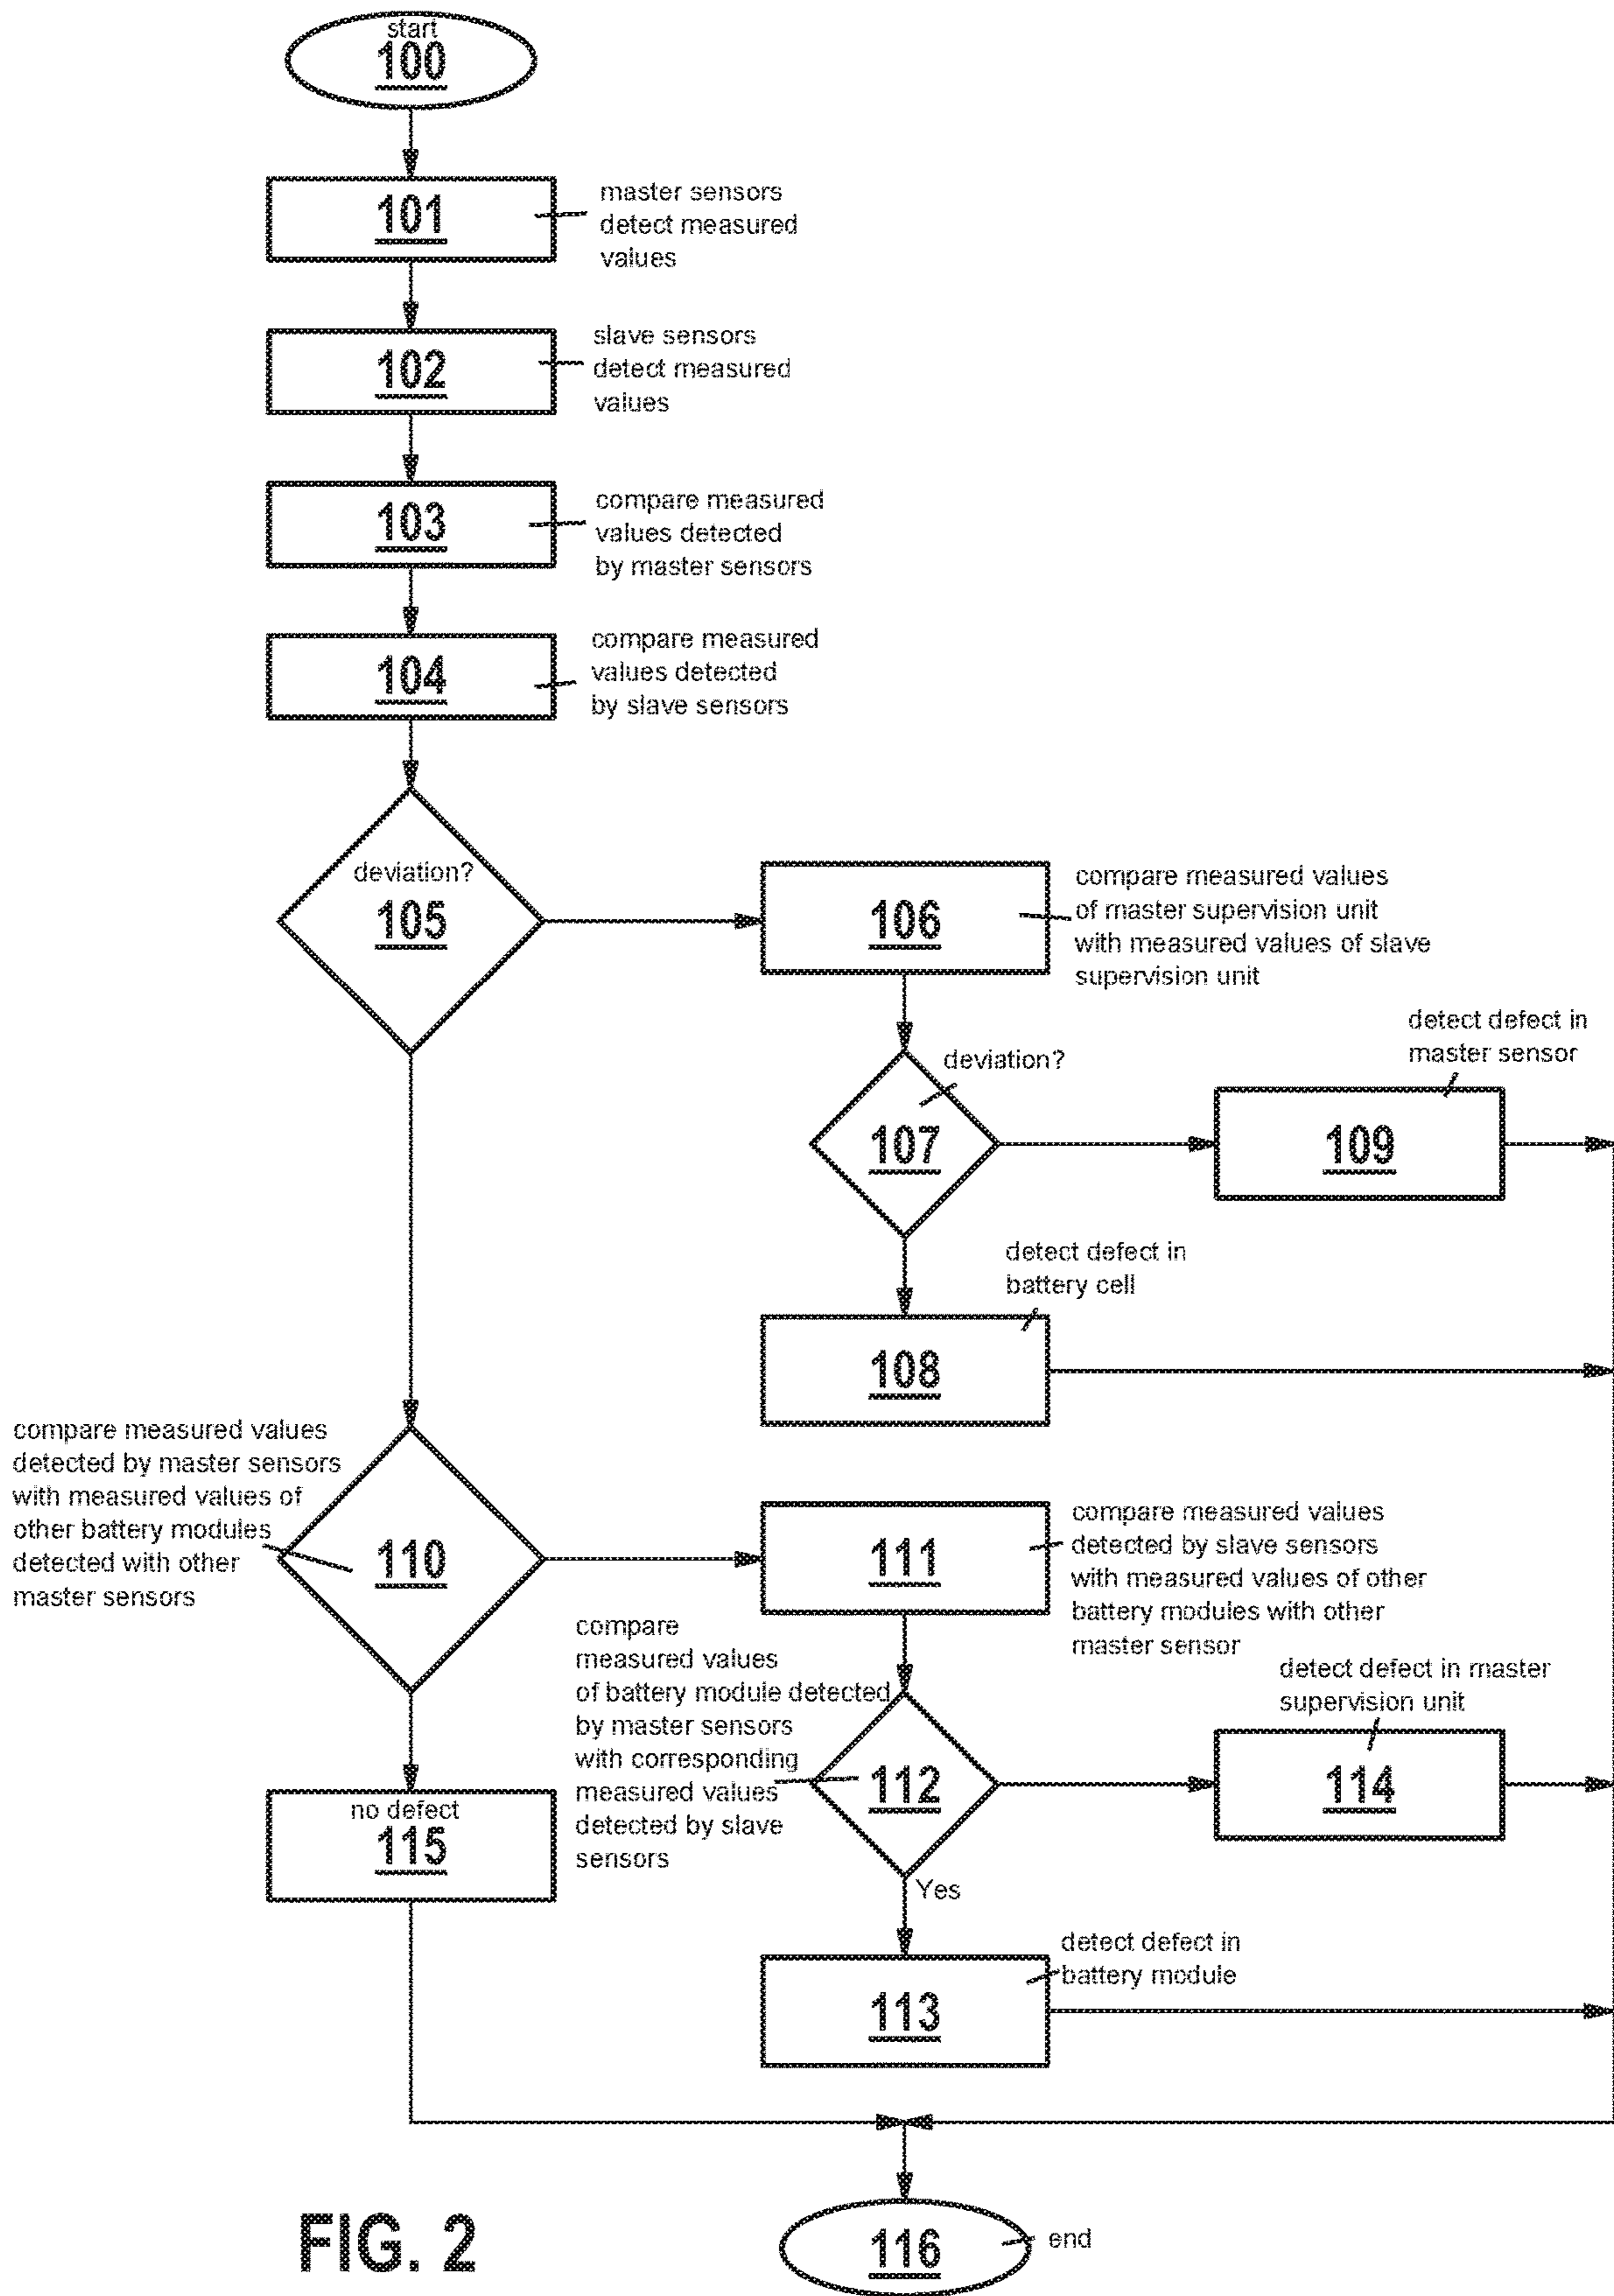 start
100
101
master sensors
detect measured
values
102
slave sensors
detect measured
values
103
compare measured
values detected
by master sensors
104
compare measured
values detected
by slave sensors
deviation?
105
106
compare measured values
of master supervision unit
with measured values of slave
supervision unit
deviation?
107
detect defect in
master sensor
109
detect defect in
battery cell
108
compare measured values
detected by master sensors
with measured values of
other battery modules
detected with other
master sensors
110
111
compare measured values
detected by slave sensors
with measured values of other
battery modules with other
master sensor
compare
measured values
of battery module detected
by master sensors
with corresponding
measured values
detected by slave
sensors
112
Yes
detect defect in master
supervision unit
114
no defect
115
detect defect in
battery module
113
116
end
FIG. 2